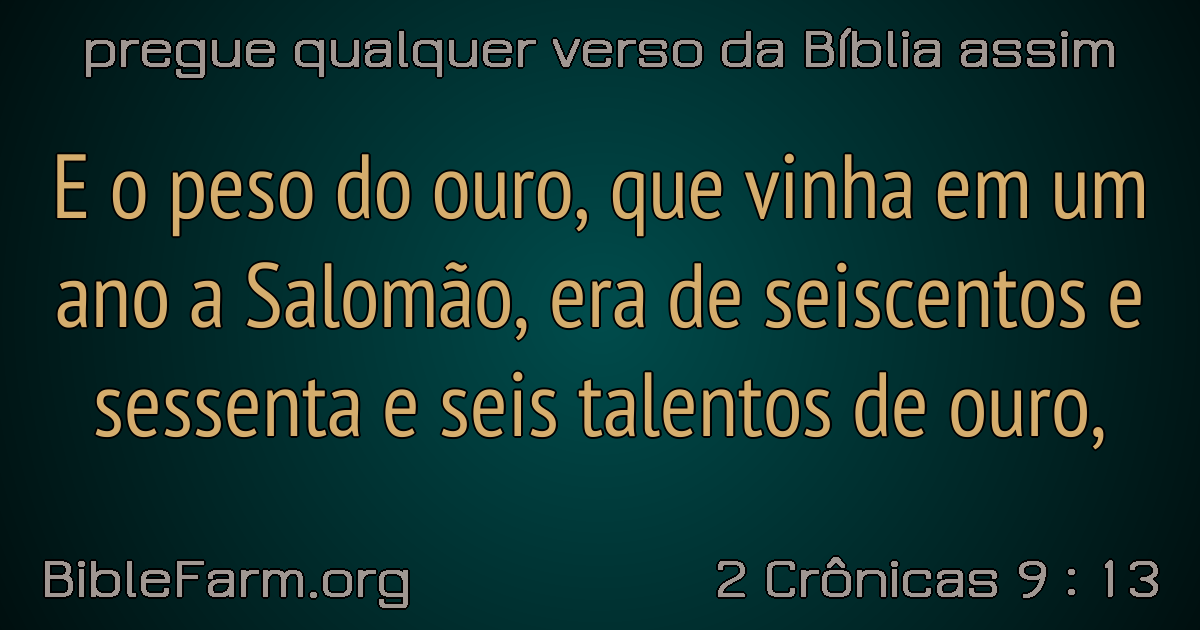 pregue qualquer verso da Bíblia assim
E o peso do ouro, que vinha em um
ano a Salomão, era de seiscentos e
sessenta e seis talentos de ouro,
BibleFarm.org
2 Crônicas 9 : 13